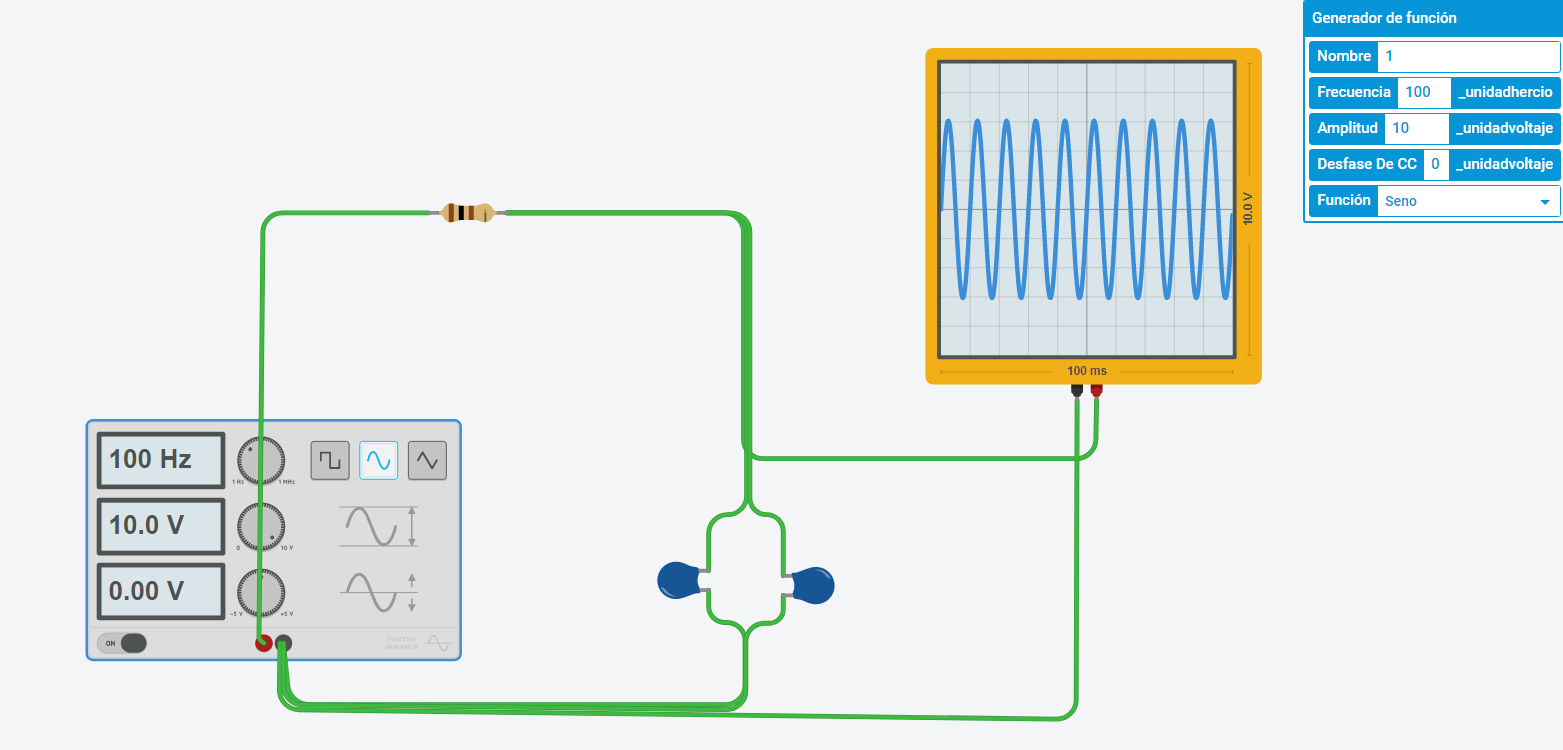 Generador de función
Nombre 1
Frecuencia 100 _unidadhercio
Amplitud 10 _unidadvoltaje
Desfase De CC 0 _unidadvoltaje
Función Seno
10.0 V
100 ms
100 Hz
1 Hz 1 MHz
10.0 V
0 10 V
0.00 V
-5 V +5 V
ON
FUNCTION
GENERATOR